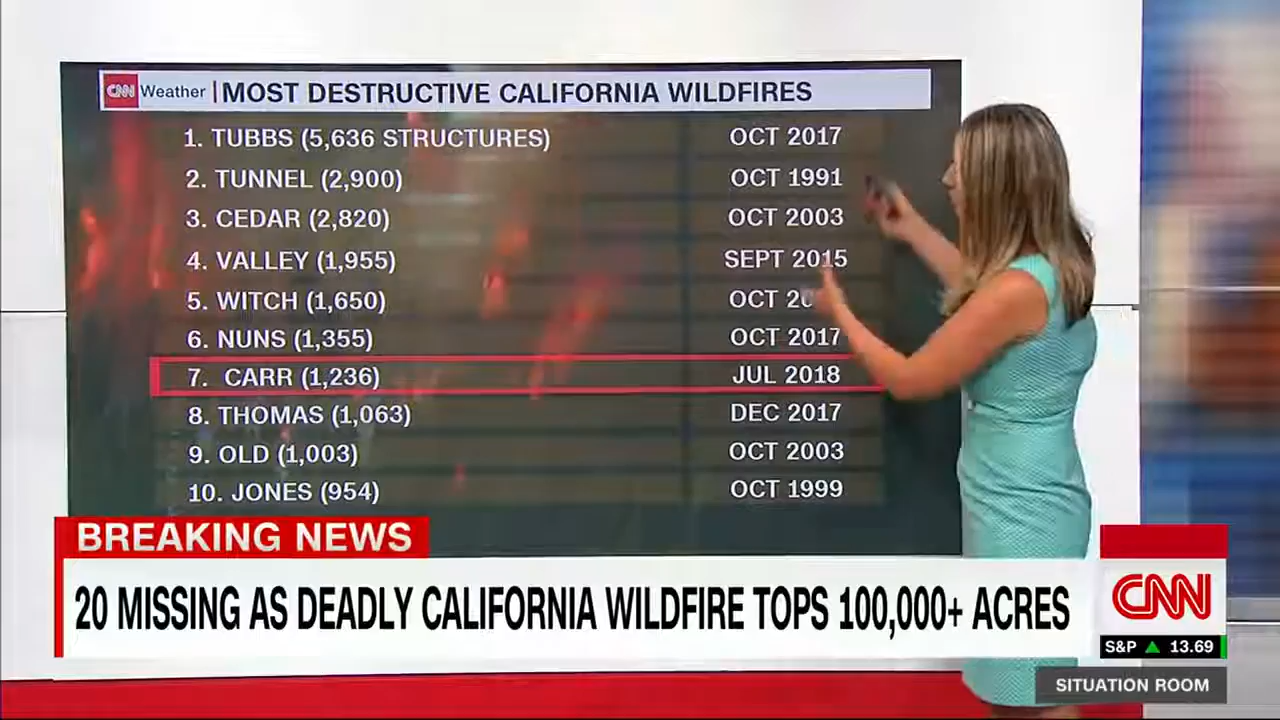 CNN Weather | MOST DESTRUCTIVE CALIFORNIA WILDFIRES
1. TUBBS (5,636 STRUCTURES) OCT 2017
2. TUNNEL (2,900) OCT 1991
3. CEDAR (2,820) OCT 2003
4. VALLEY (1,955) SEPT 2015
5. WITCH (1,650) OCT
6. NUNS (1,355) OCT 2017
7. CARR (1,236) JUL 2018
8. THOMAS (1,063) DEC 2017
9. OLD (1,003) OCT 2003
10. JONES (954) OCT 1999
BREAKING NEWS
20 MISSING AS DEADLY CALIFORNIA WILDFIRE TOPS 100,000+ ACRES
CNN
S&P ▲ 13.69
SITUATION ROOM